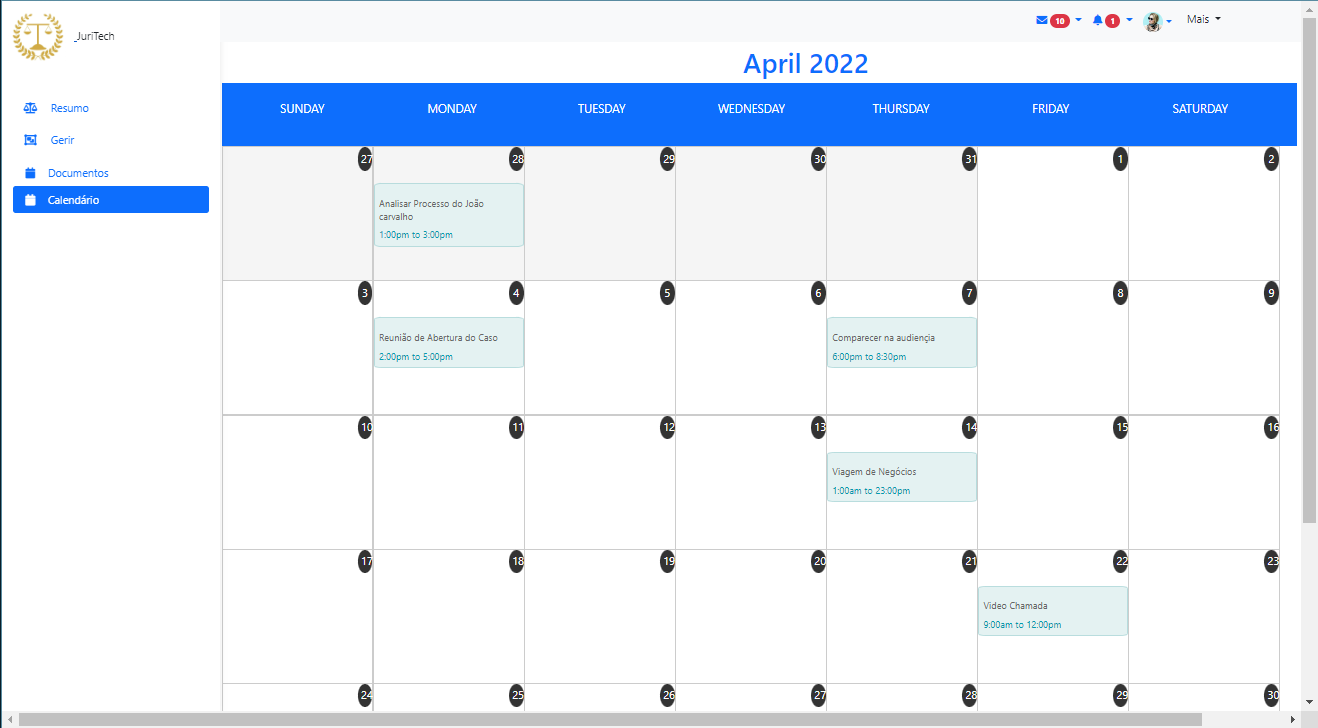 _JuriTech
10
1
Mais
Resumo
Gerir
Documentos
Calendário
April 2022
SUNDAY MONDAY TUESDAY WEDNESDAY THURSDAY FRIDAY SATURDAY
27 28 29 30 31 1 2
Analisar Processo do João
carvalho
1:00pm to 3:00pm
3 4 5 6 7 8 9
Reunião de Abertura do Caso
2:00pm to 5:00pm
Comparecer na audiençia
6:00pm to 8:30pm
10 11 12 13 14 15 16
Viagem de Negócios
1:00am to 23:00pm
17 18 19 20 21 22 23
Video Chamada
9:00am to 12:00pm
24 25 26 27 28 29 30